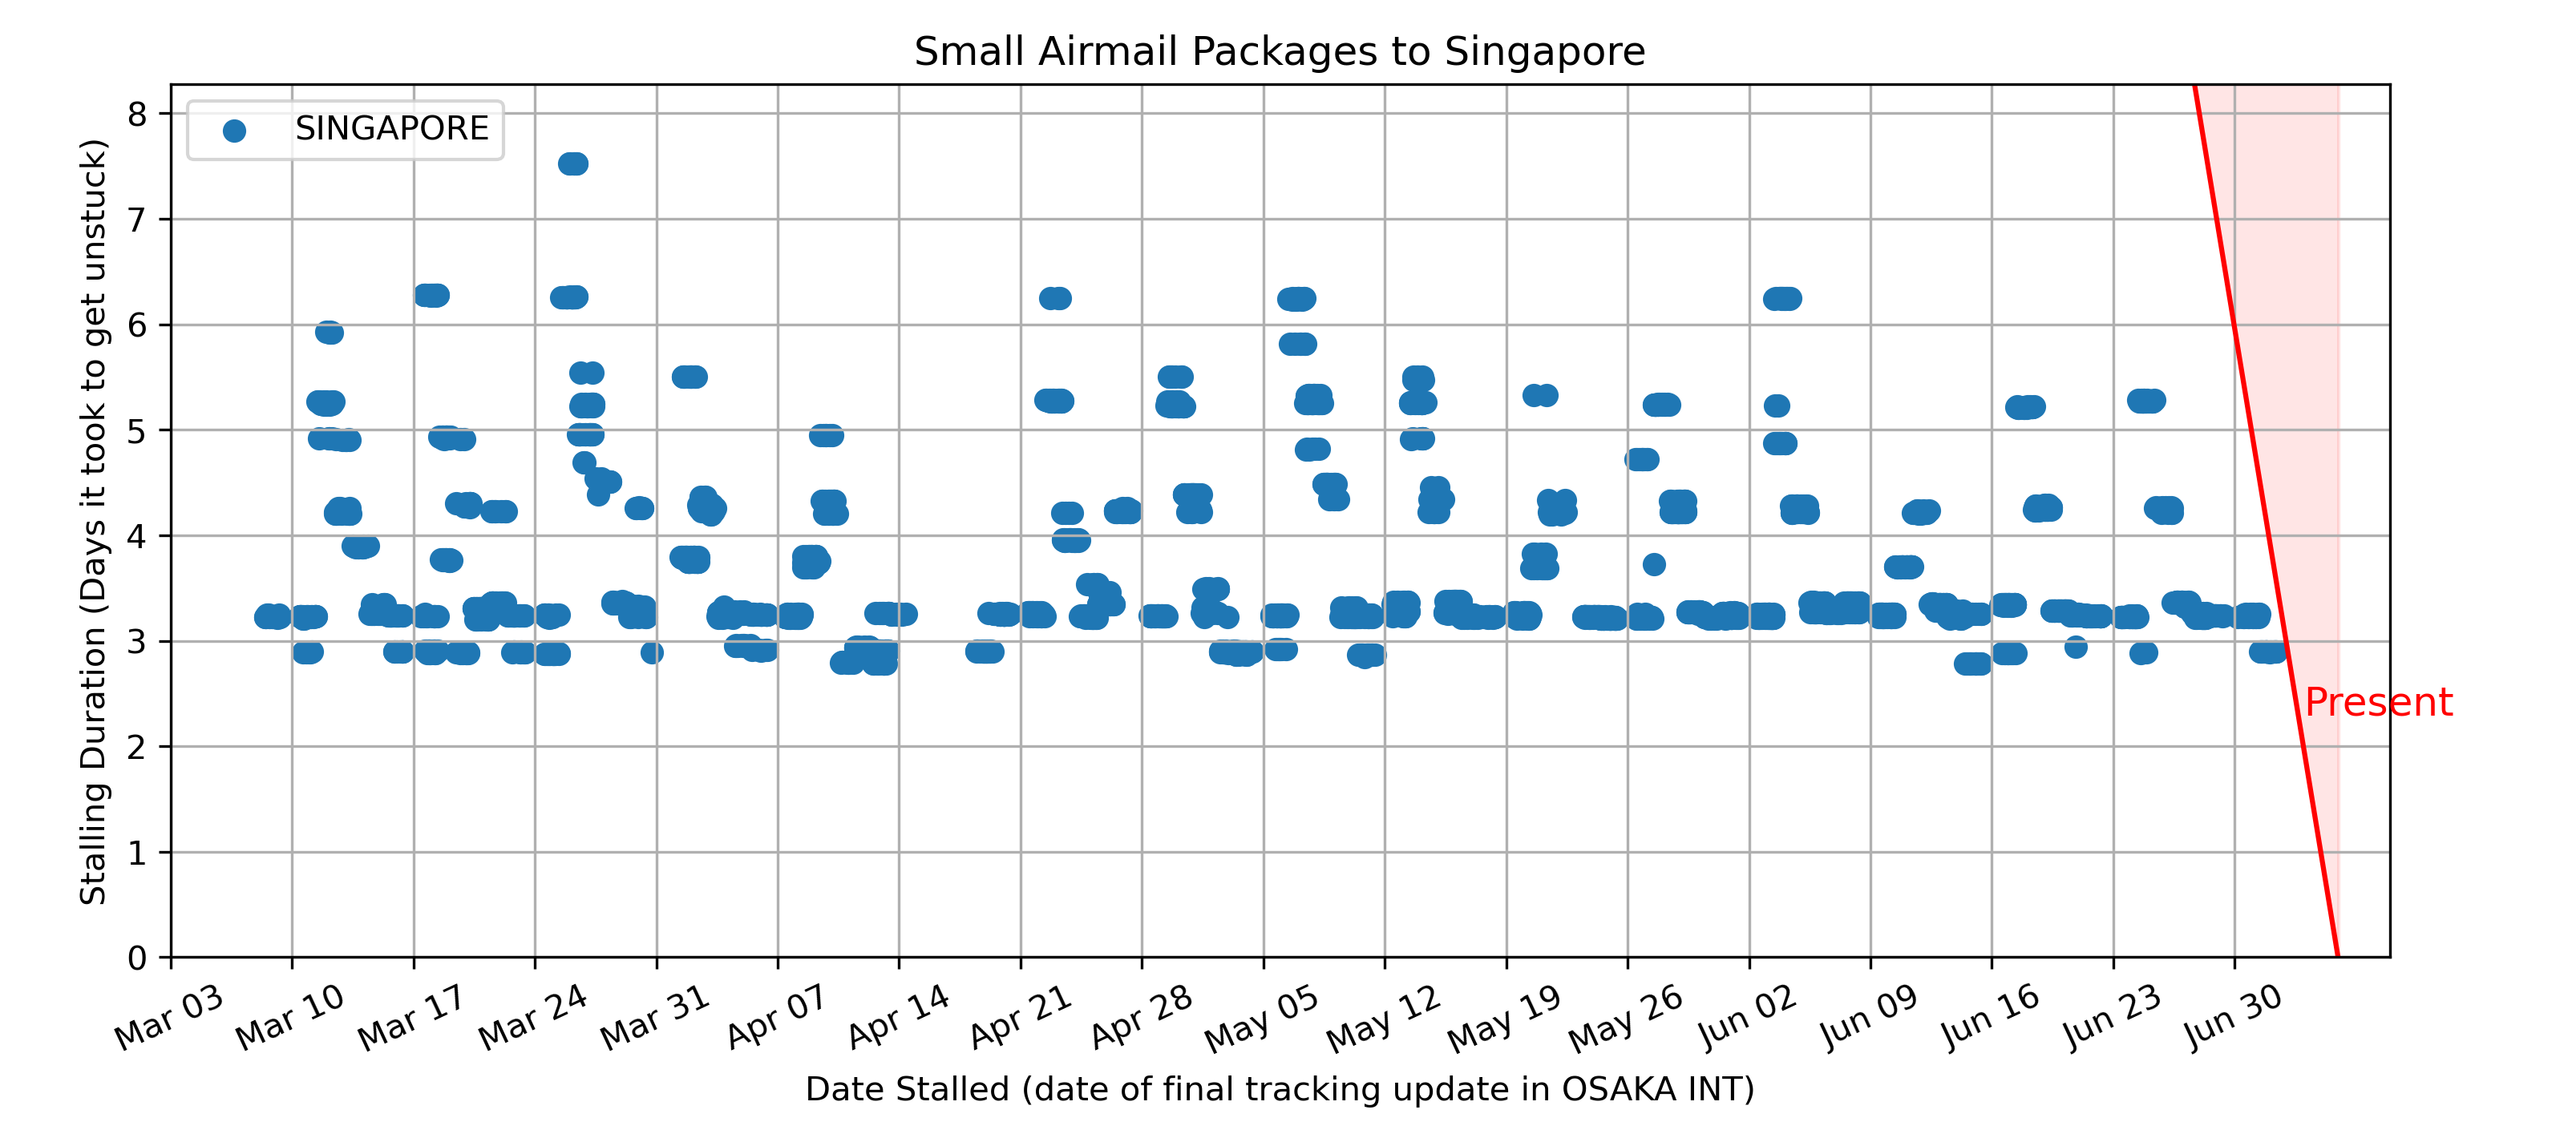 Small Airmail Packages to Singapore
SINGAPORE
Stalling Duration (Days it took to get unstuck)
8
7
6
5
4
3
2
1
0
Present
Mar 03 Mar 10 Mar 17 Mar 24 Mar 31 Apr 07 Apr 14 Apr 21 Apr 28 May 05 May 12 May 19 May 26 Jun 02 Jun 09 Jun 16 Jun 23 Jun 30
Date Stalled (date of final tracking update in OSAKA INT)